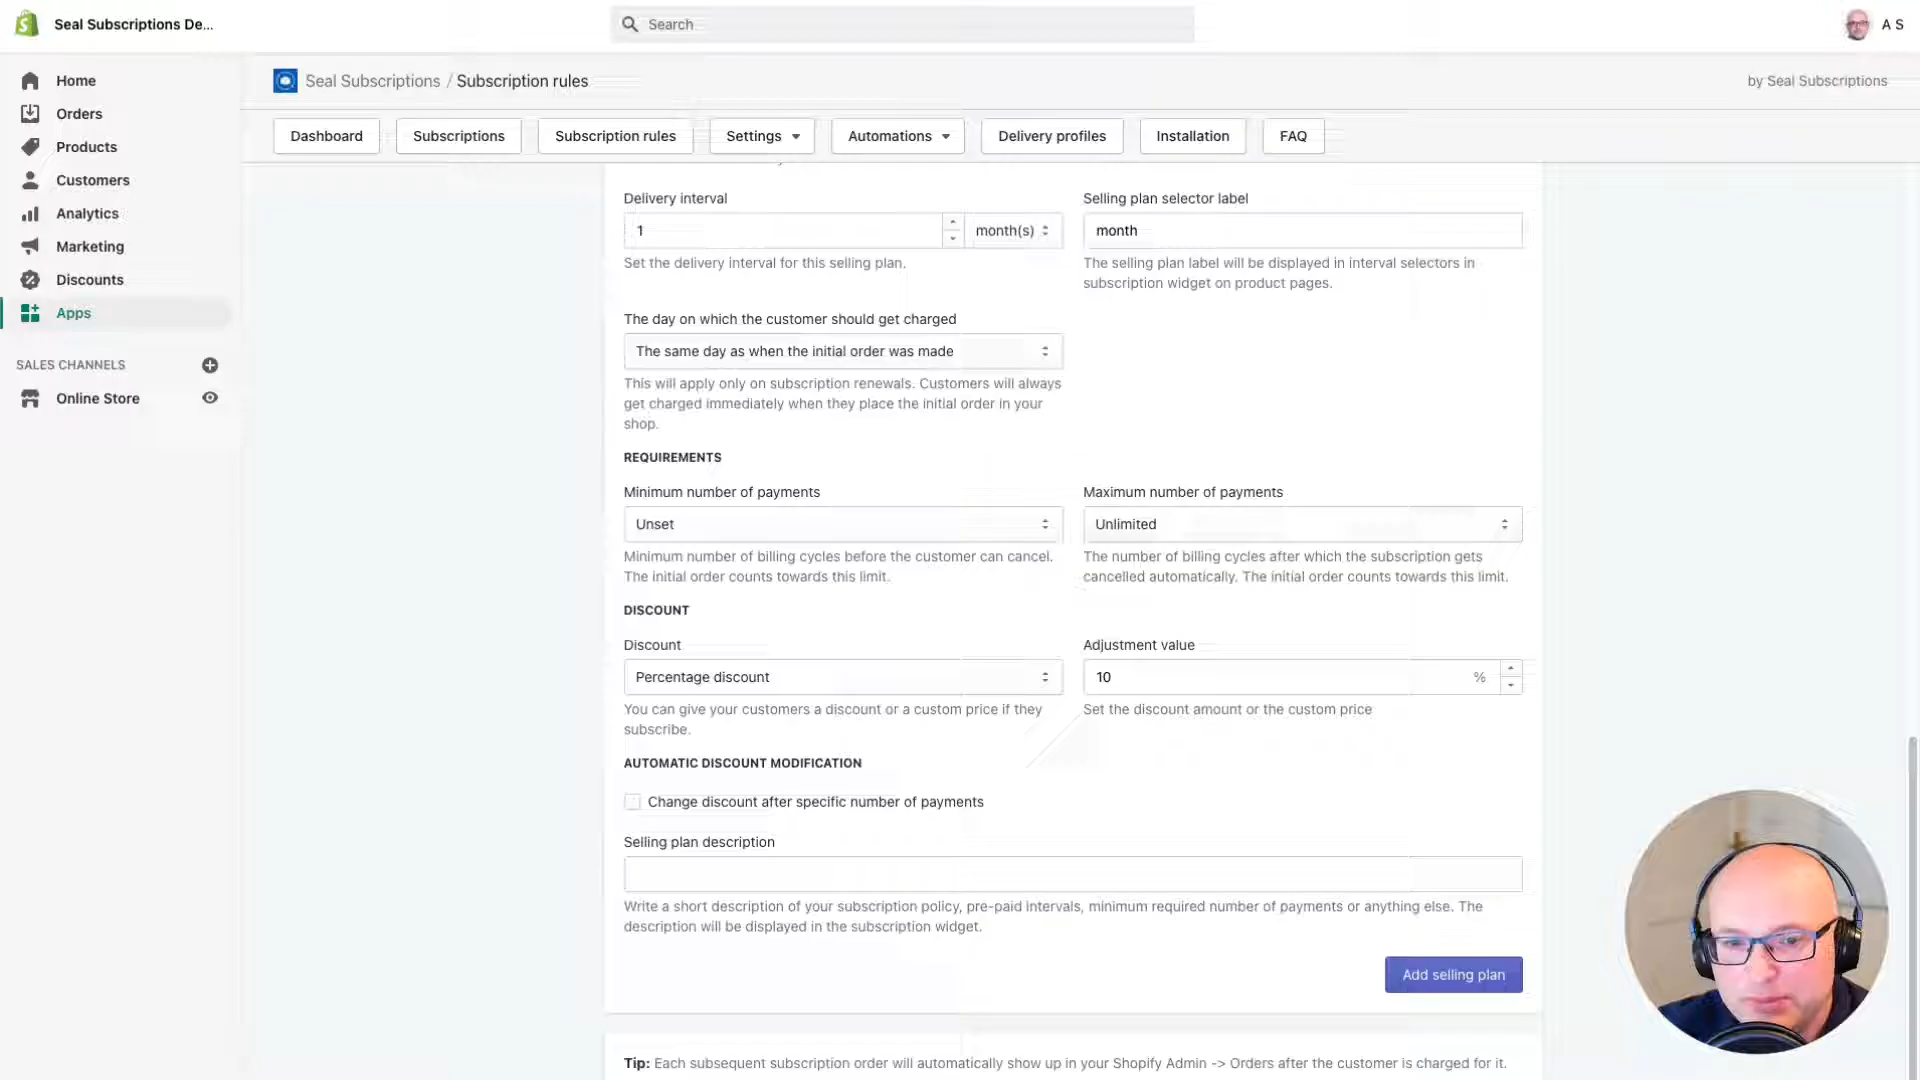 Seal Subscriptions De...
Search
A S
Home
Orders
Products
Customers
Analytics
Marketing
Discounts
Apps
SALES CHANNELS
Online Store
Seal Subscriptions / Subscription rules
by Seal Subscriptions
Dashboard
Subscriptions
Subscription rules
Settings
Automations
Delivery profiles
Installation
FAQ
Delivery interval
Selling plan selector label
1
month(s)
month
Set the delivery interval for this selling plan.
The selling plan label will be displayed in interval selectors in
subscription widget on product pages.
The day on which the customer should get charged
The same day as when the initial order was made
This will apply only on subscription renewals. Customers will always
get charged immediately when they place the initial order in your
shop.
REQUIREMENTS
Minimum number of payments
Maximum number of payments
Unset
Unlimited
Minimum number of billing cycles before the customer can cancel.
The initial order counts towards this limit.
The number of billing cycles after which the subscription gets
cancelled automatically. The initial order counts towards this limit.
DISCOUNT
Discount
Adjustment value
Percentage discount
10
%
You can give your customers a discount or a custom price if they
subscribe.
Set the discount amount or the custom price
AUTOMATIC DISCOUNT MODIFICATION
Change discount after specific number of payments
Selling plan description
Write a short description of your subscription policy, pre-paid intervals, minimum required number of payments or anything else. The
description will be displayed in the subscription widget.
Add selling plan
Tip: Each subsequent subscription order will automatically show up in your Shopify Admin -> Orders after the customer is charged for it.